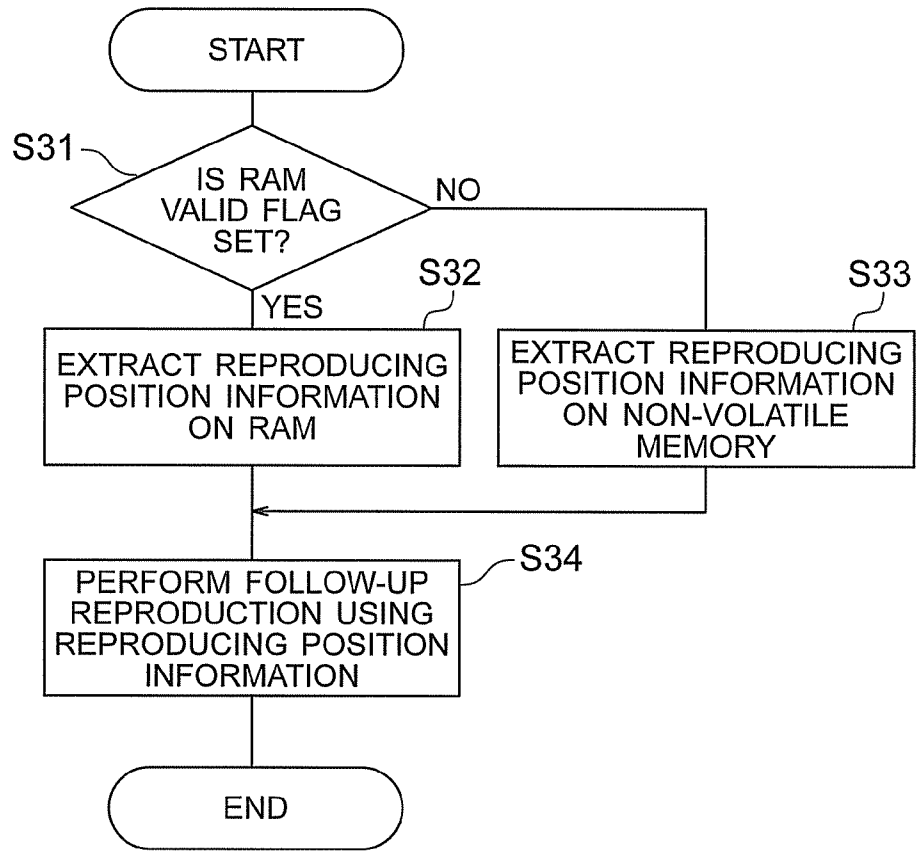 START
S31
IS RAM
VALID FLAG
SET?
NO
YES
S32
EXTRACT REPRODUCING
POSITION INFORMATION
ON RAM
S33
EXTRACT REPRODUCING
POSITION INFORMATION
ON NON-VOLATILE
MEMORY
S34
PERFORM FOLLOW-UP
REPRODUCTION USING
REPRODUCING POSITION
INFORMATION
END